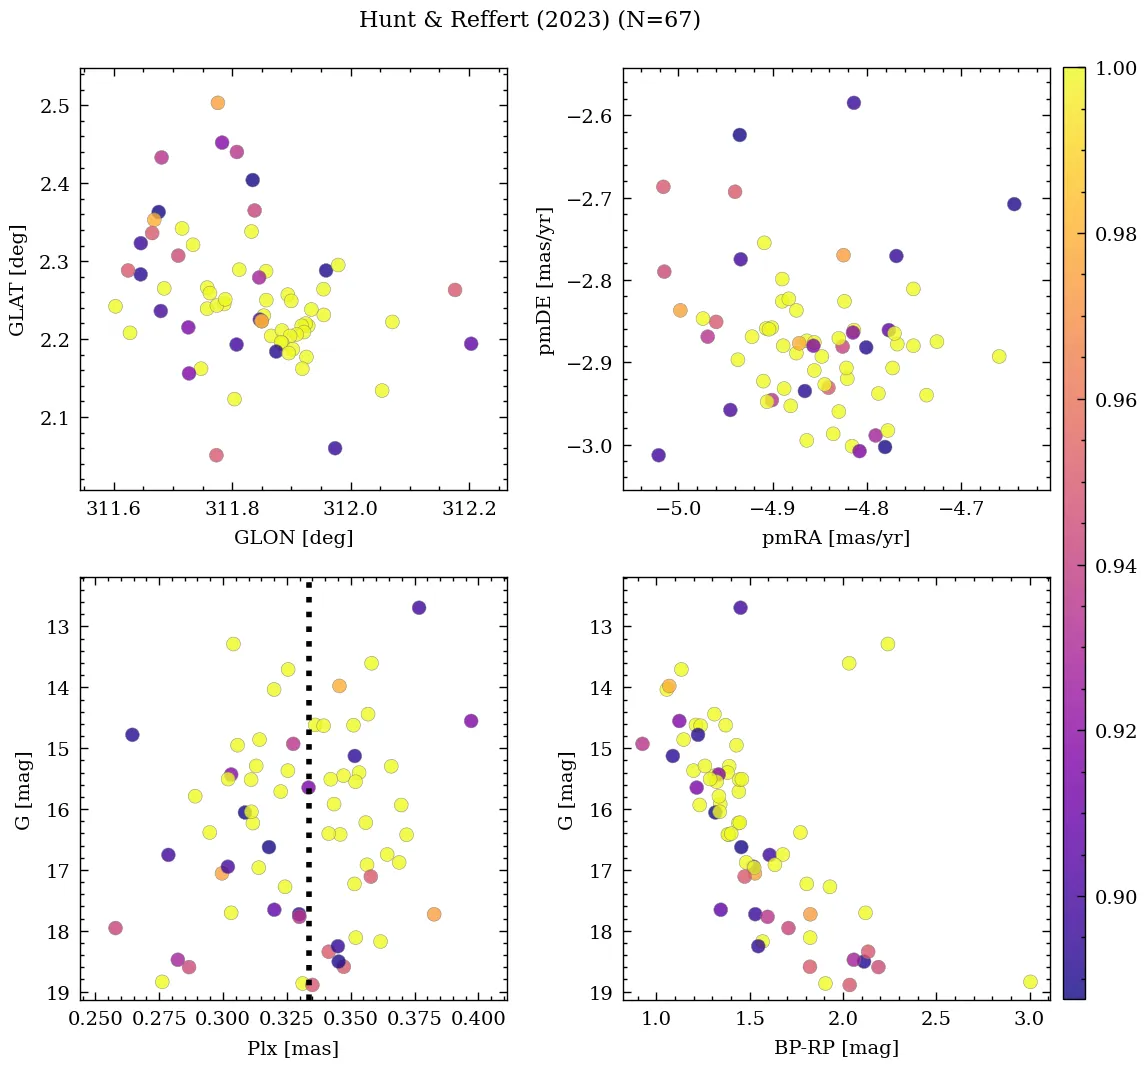 Hunt & Reffert (2023) (N=67)
2.5
2.4
2.3
2.2
2.1
GLAT [deg]
311.6 311.8 312.0 312.2
GLON [deg]
−2.6
−2.7
−2.8
−2.9
−3.0
pmDE [mas/yr]
−5.0 −4.9 −4.8 −4.7
pmRA [mas/yr]
13
14
15
16
17
18
19
G [mag]
0.250 0.275 0.300 0.325 0.350 0.375 0.400
Plx [mas]
13
14
15
16
17
18
19
G [mag]
1.0 1.5 2.0 2.5 3.0
BP-RP [mag]
1.00
0.98
0.96
0.94
0.92
0.90